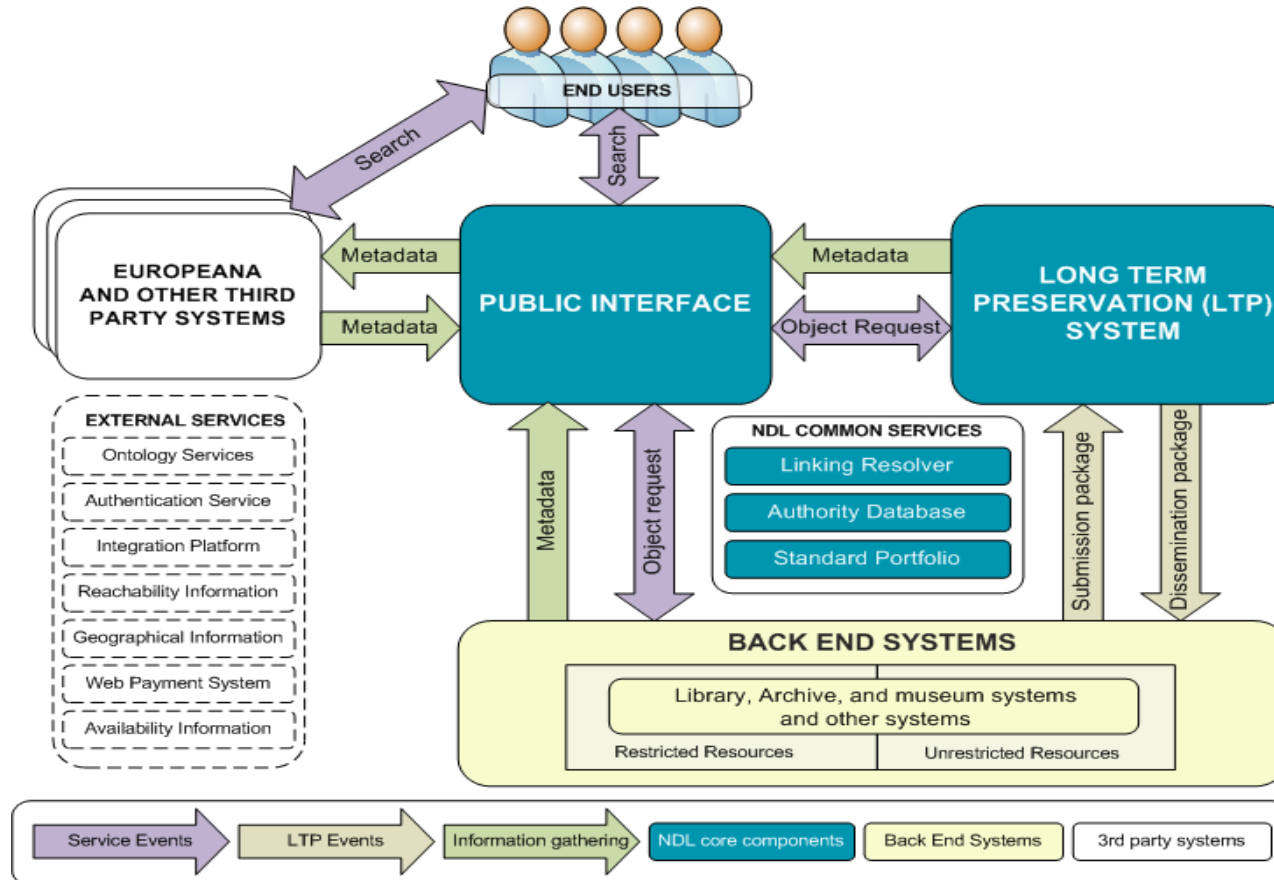 END USERS
Search
Search
EUROPEANA
AND OTHER THIRD
PARTY SYSTEMS
Metadata
Metadata
PUBLIC INTERFACE
Metadata
Object Request
LONG TERM
PRESERVATION (LTP)
SYSTEM
EXTERNAL SERVICES
Ontology Services
Authentication Service
Integration Platform
Reachability Information
Geographical Information
Web Payment System
Availability Information
Metadata
Object request
NDL COMMON SERVICES
Linking Resolver
Authority Database
Standard Portfolio
Submission package
Dissemination package
BACK END SYSTEMS
Library, Archive, and museum systems
and other systems
Restricted Resources
Unrestricted Resources
Service Events
LTP Events
Information gathering
NDL core components
Back End Systems
3rd party systems